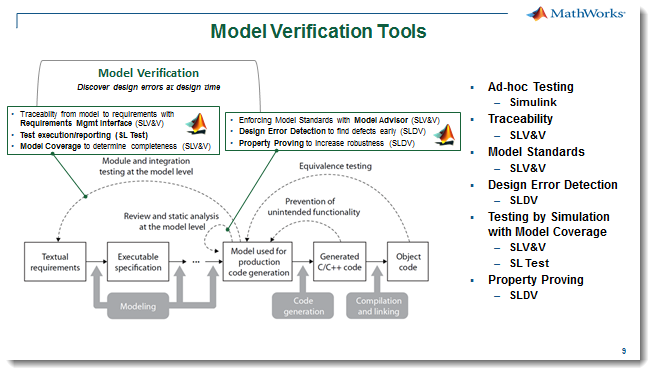 MathWorks®
Model Verification Tools
Model Verification
Discover design errors at design time
• Traceability from model to requirements with
Requirements Mgmt Interface (SLV&V)
• Test execution/reporting (SL Test)
• Model Coverage to determine completeness (SLV&V)
• Enforcing Model Standards with Model Advisor (SLV&V)
• Design Error Detection to find defects early (SLDV)
• Property Proving to increase robustness (SLDV)
Module and integration
testing at the model level
Equivalence testing
Review and static analysis
at the model level
Prevention of
unintended functionality
Textual
requirements
Executable
specification
...
Model used for
production
code generation
Generated
C/C++ code
Object
code
Modeling
Code
generation
Compilation
and linking
▪ Ad-hoc Testing
– Simulink
▪ Traceability
– SLV&V
▪ Model Standards
– SLV&V
▪ Design Error Detection
– SLDV
▪ Testing by Simulation
with Model Coverage
– SLV&V
– SL Test
▪ Property Proving
– SLDV
9